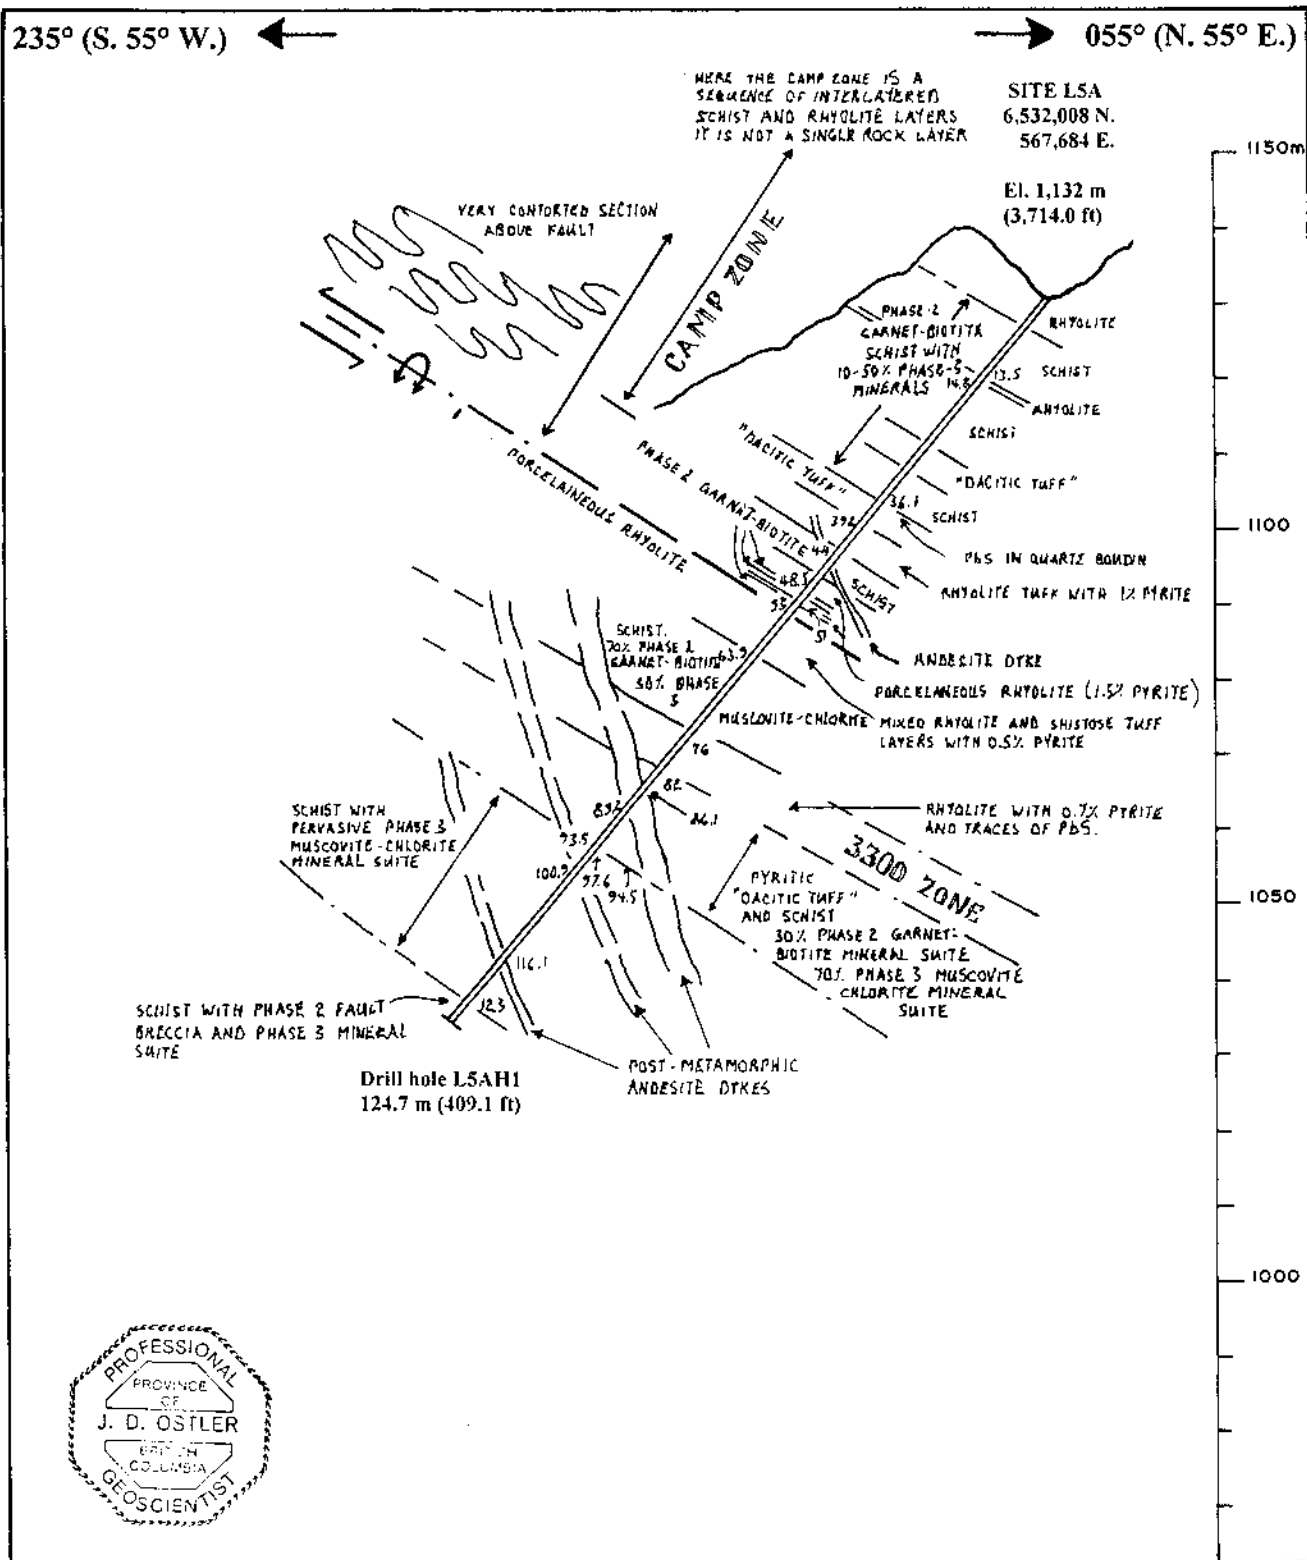 235° (S. 55° W.)
055° (N. 55° E.)
HERE THE CAMP ZONE IS A
SEQUENCE OF INTERLAYERED
SCHIST AND RHYOLITE LAYERS
IT IS NOT A SINGLE ROCK LAYER
SITE L5A
6,532,008 N.
567,684 E.
El. 1,132 m
(3,714.0 ft)
1150m
VERY CONTORTED SECTION
ABOVE FAULT
CAMP ZONE
PHASE-2
GARNET-BIOTITE
SCHIST WITH
10-50% PHASE-3
MINERALS
RHYOLITE
13.5
SCHIST
14.8
RHYOLITE
SCHIST
"DACITIC TUFF"
"DACITIC TUFF"
36.1
SCHIST
PbS IN QUARTZ BOUDIN
1100
PORCELAINEOUS RHYOLITE
PHASE 2 GARNET-BIOTITE
SCHIST
44
48.5
53
51
RHYOLITE TUFF WITH 1% PYRITE
ANDESITE DYKE
PORCELANEOUS RHYOLITE (1.5% PYRITE)
MIXED RHYOLITE AND SHISTOSE TUFF
LAYERS WITH 0.5% PYRITE
SCHIST.
70% PHASE 2
GARNET-BIOTITE
30% PHASE
3
63.9
MUSCOVITE-CHLORITE
76
82
86.1
93.5
100.9
97.6
94.5
RHYOLITE WITH 0.7% PYRITE
AND TRACES OF PbS.
3300 ZONE
SCHIST WITH
PERVASIVE PHASE 3
MUSCOVITE-CHLORITE
MINERAL SUITE
PYRITIC
"DACITIC TUFF"
AND SCHIST
30% PHASE 2 GARNET-
BIOTITE MINERAL SUITE
70% PHASE 3 MUSCOVITE
CHLORITE MINERAL
SUITE
1050
116.1
123
SCHIST WITH PHASE 2 FAULT
BRECCIA AND PHASE 3 MINERAL
SUITE
POST-METAMORPHIC
ANDESITE DYKES
Drill hole L5AH1
124.7 m (409.1 ft)
1000
PROFESSIONAL
PROVINCE
OF
J. D. OSTLER
BRITISH
COLUMBIA
GEOSCIENTIST